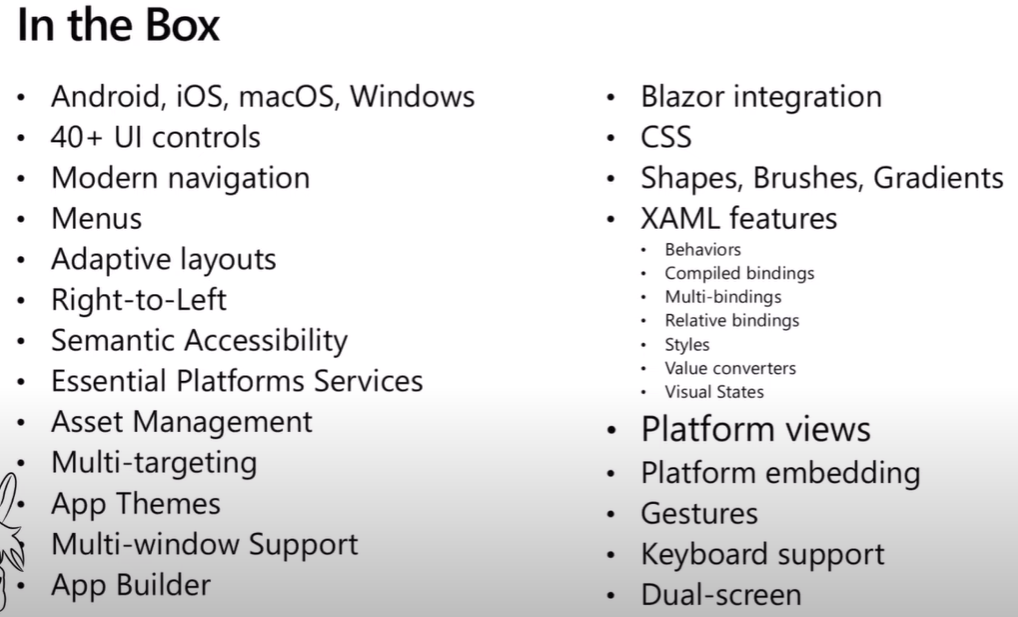 In the Box
• Android, iOS, macOS, Windows
• 40+ UI controls
• Modern navigation
• Menus
• Adaptive layouts
• Right-to-Left
• Semantic Accessibility
• Essential Platforms Services
• Asset Management
• Multi-targeting
• App Themes
• Multi-window Support
• App Builder
• Blazor integration
• CSS
• Shapes, Brushes, Gradients
• XAML features
• Behaviors
• Compiled bindings
• Multi-bindings
• Relative bindings
• Styles
• Value converters
• Visual States
• Platform views
• Platform embedding
• Gestures
• Keyboard support
• Dual-screen